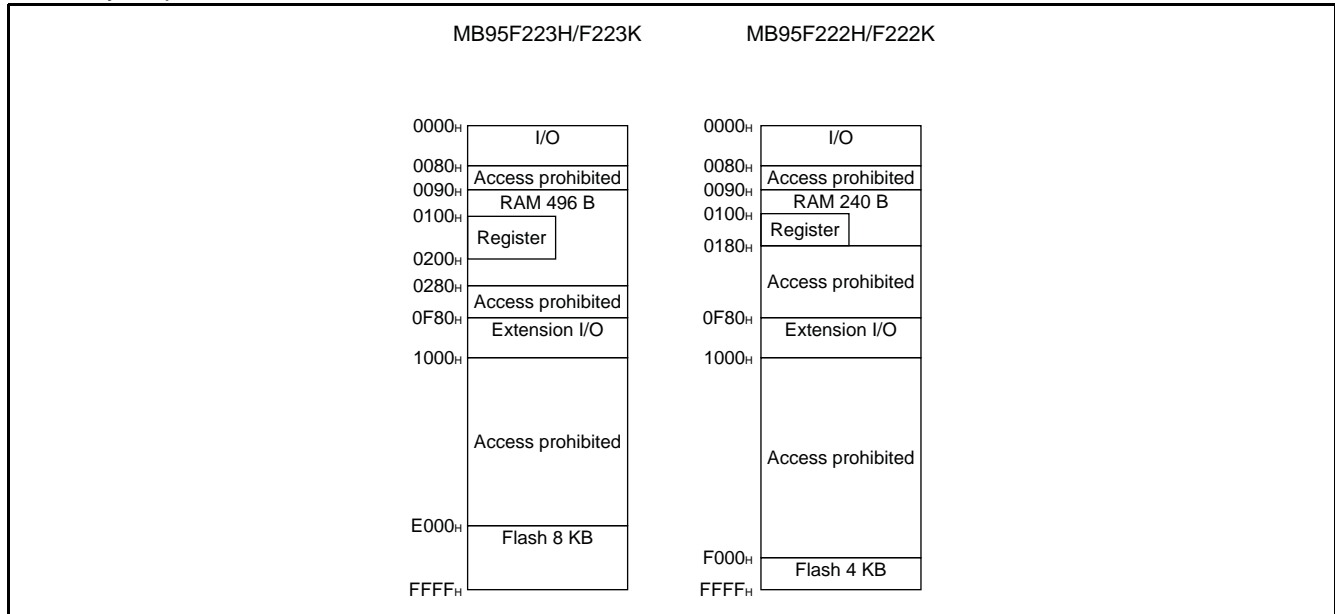 MB95F223H/F223K
0000H
I/O
0080H
Access prohibited
0090H
RAM 496 B
0100H
Register
0200H
0280H
Access prohibited
0F80H
Extension I/O
1000H
Access prohibited
E000H
Flash 8 KB
FFFFH
MB95F222H/F222K
0000H
I/O
0080H
Access prohibited
0090H
RAM 240 B
0100H
Register
0180H
Access prohibited
0F80H
Extension I/O
1000H
Access prohibited
F000H
Flash 4 KB
FFFFH